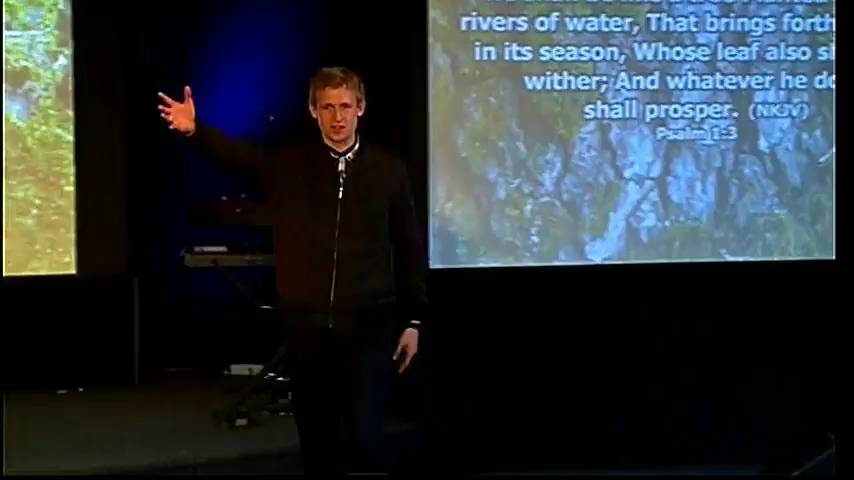 rivers of water, That brings forth
in its season, Whose leaf also
wither; And whatever he
shall prosper. (NKJV)
Psalm 1:3